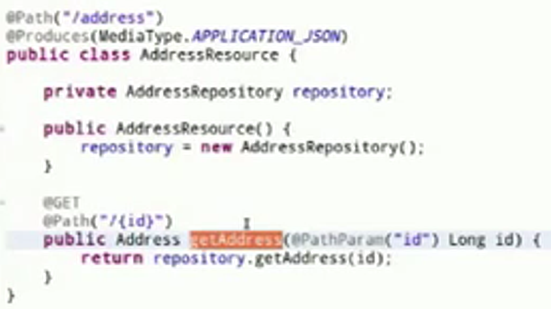 @Path("/address")
@Produces(MediaType.APPLICATION_JSON)
public class AddressResource {
private AddressRepository repository;
public AddressResource() {
repository = new AddressRepository();
}
@GET
@Path("/{id}")
public Address getAddress(@PathParam("id") Long id) {
return repository.getAddress(id);
}
}